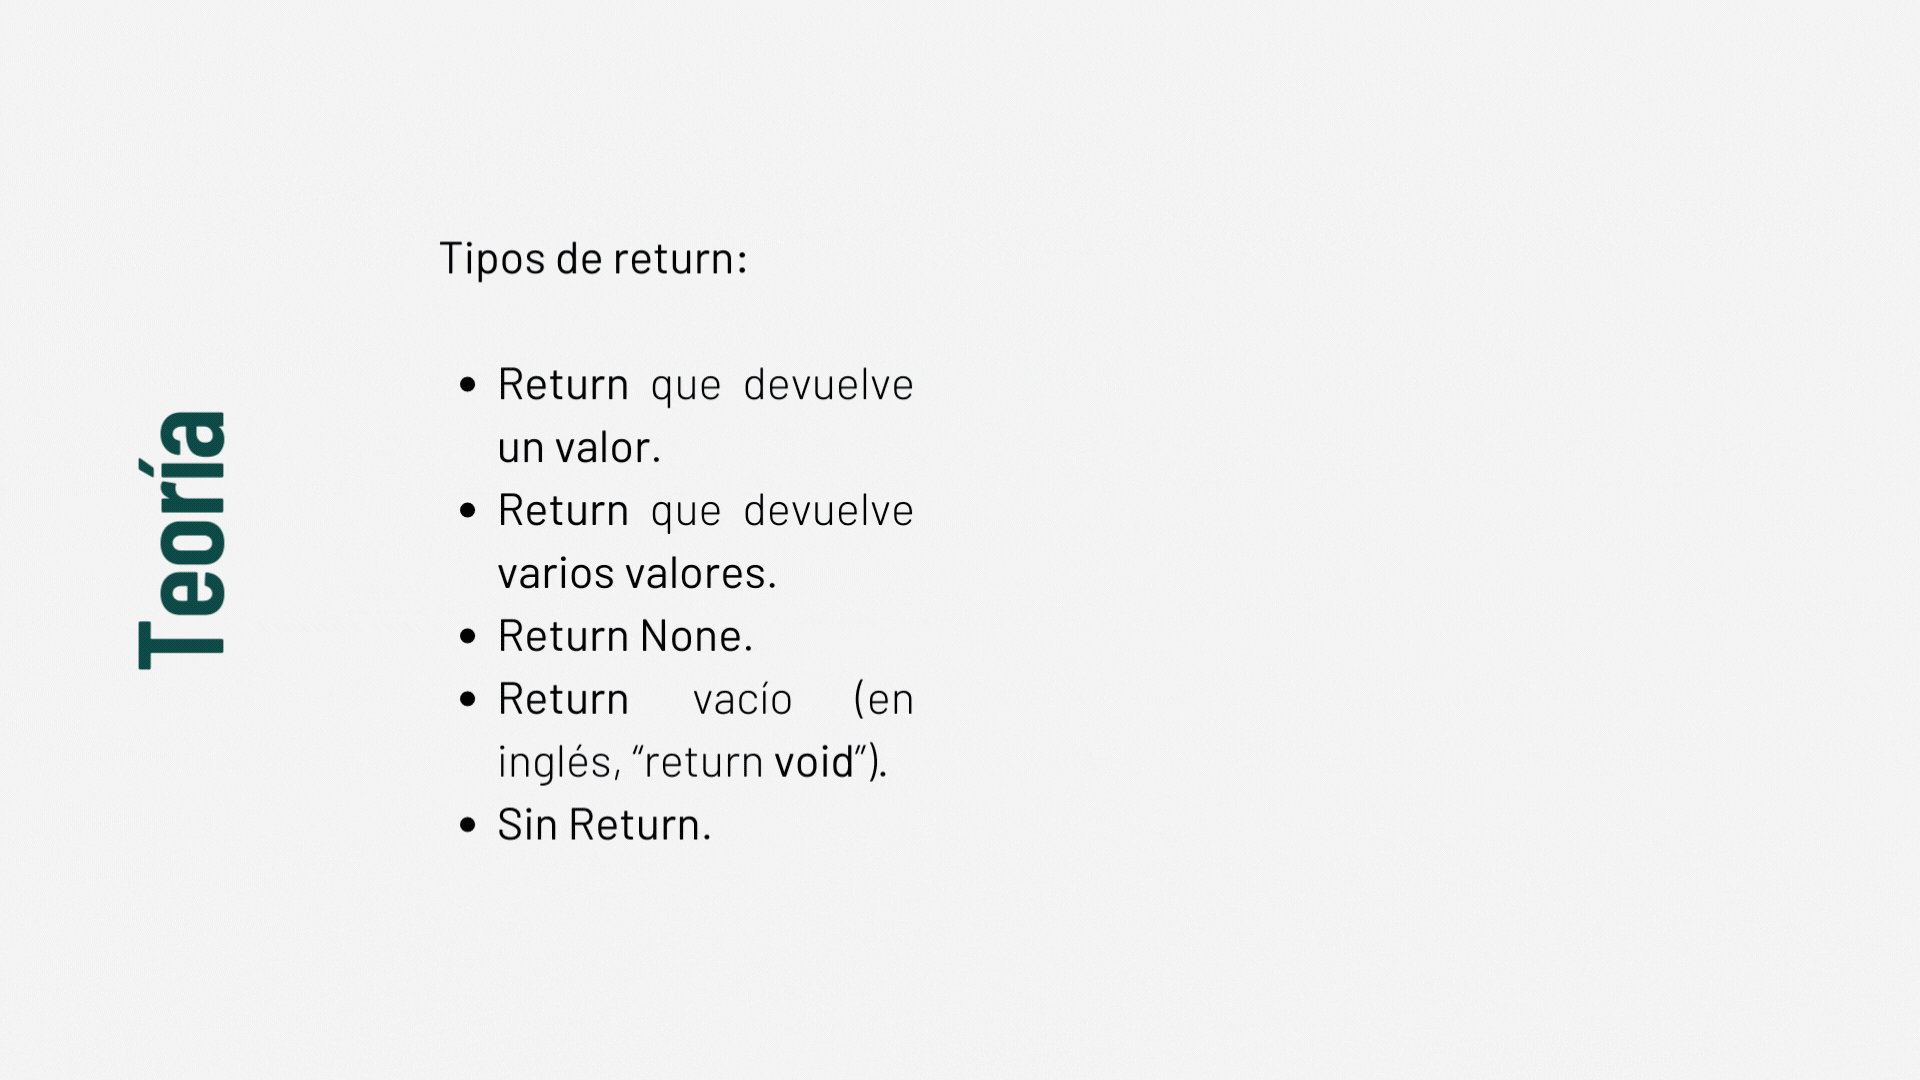 Teoría
Tipos de return:
• Return que devuelve
un valor.
• Return que devuelve
varios valores.
• Return None.
• Return vacío (en
inglés, “return void”).
• Sin Return.